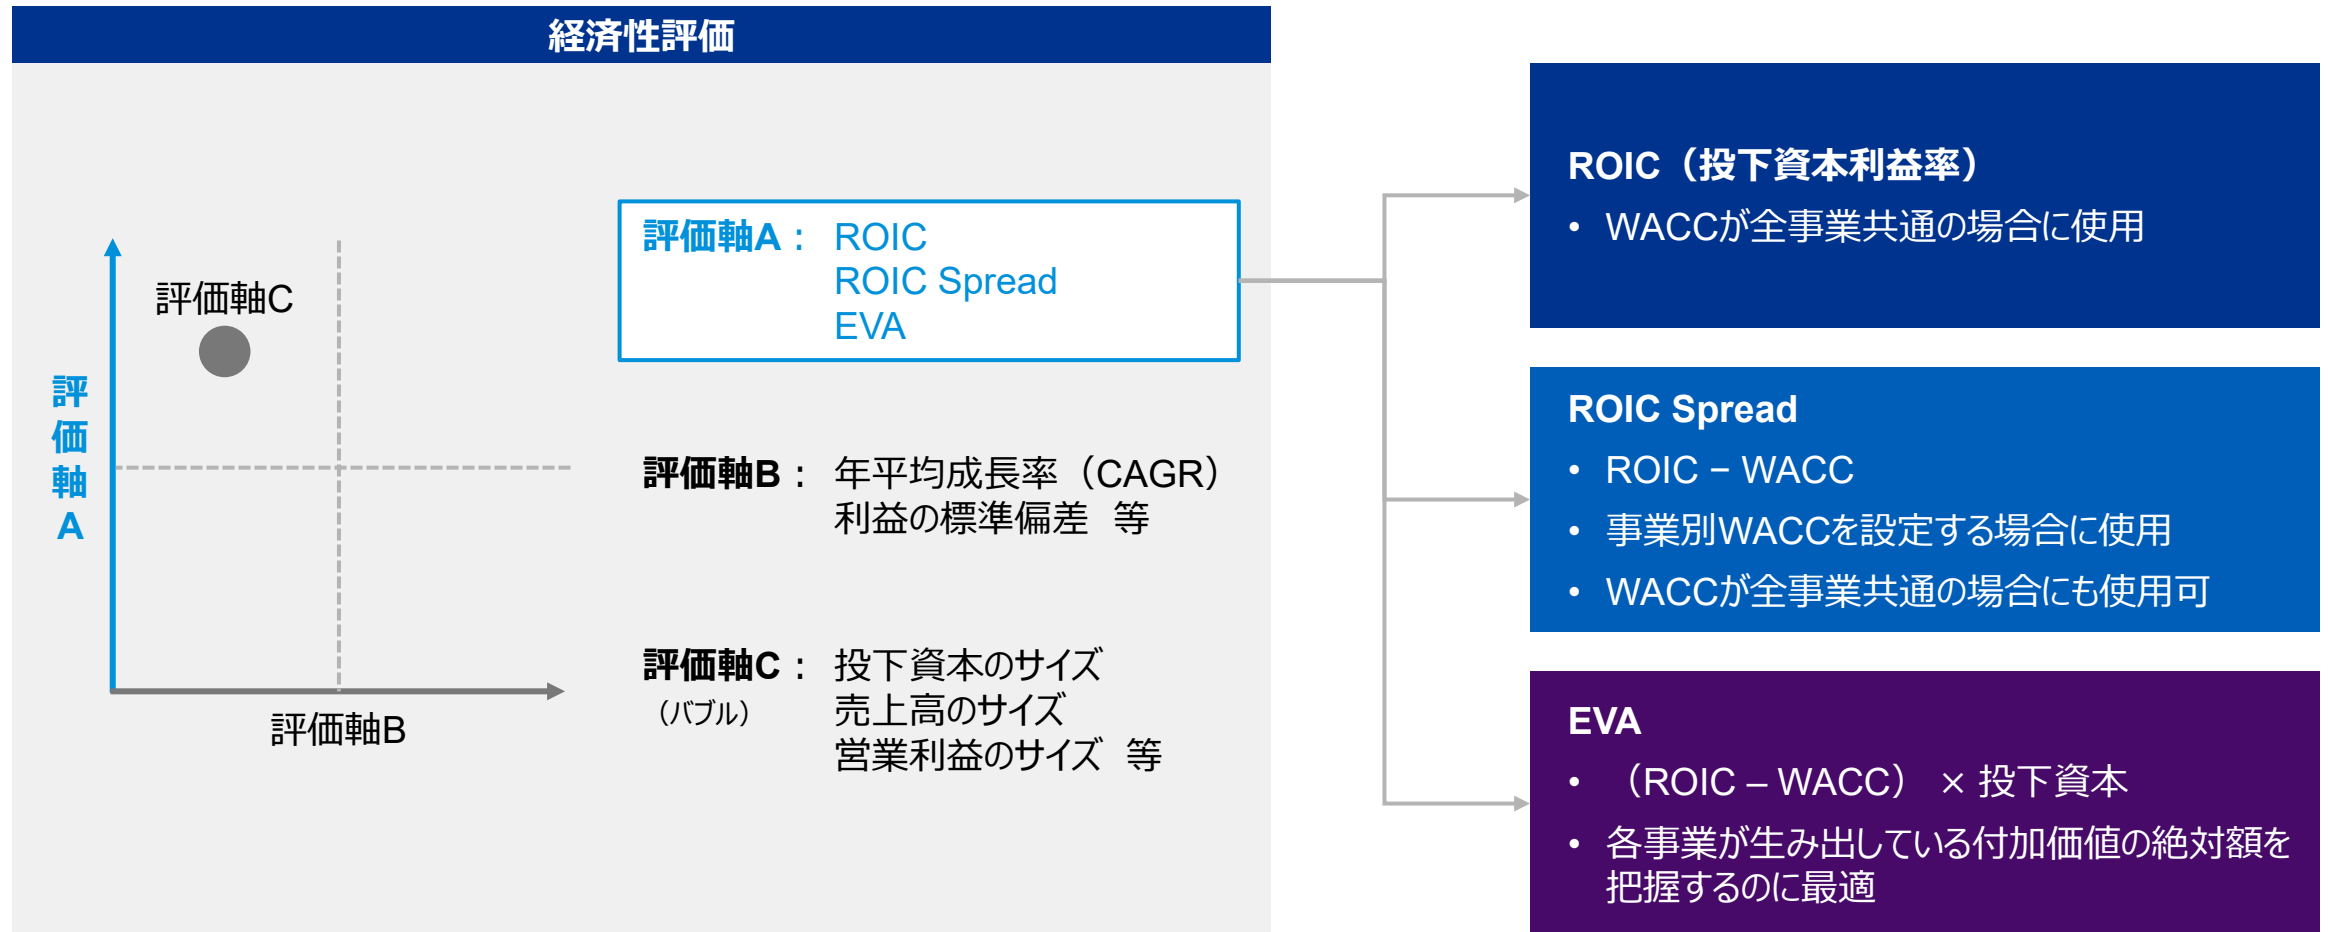 経済性評価
評価軸C
評価軸A
評価軸B
評価軸A： ROIC
ROIC Spread
EVA
評価軸B： 年平均成長率（CAGR）
利益の標準偏差 等
評価軸C： 投下資本のサイズ
（バブル） 売上高のサイズ
営業利益のサイズ 等
ROIC（投下資本利益率）
• WACCが全事業共通の場合に使用
ROIC Spread
• ROIC − WACC
• 事業別WACCを設定する場合に使用
• WACCが全事業共通の場合にも使用可
EVA
• （ROIC – WACC） × 投下資本
• 各事業が生み出している付加価値の絶対額を
把握するのに最適